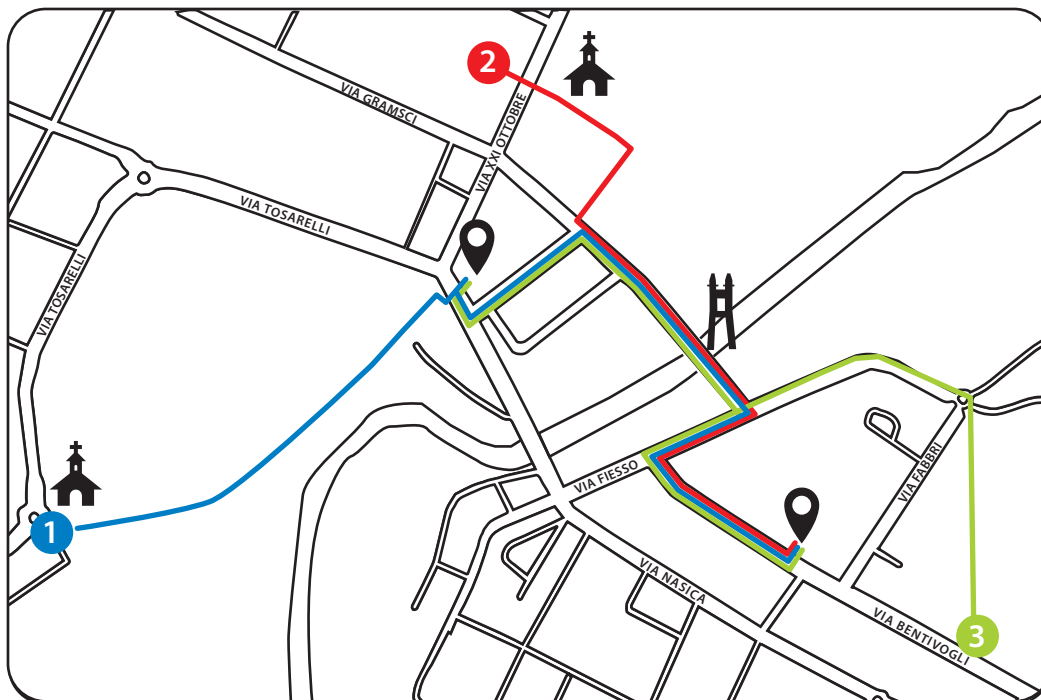 2
VIA GRAMSCI
VIA XXI OTTOBRE
VIA TOSARELLI
VIA TOSARELLI
VIA FIESSO
VIA FABBRI
1
VIA NASICA
VIA BENTIVOGLI
3